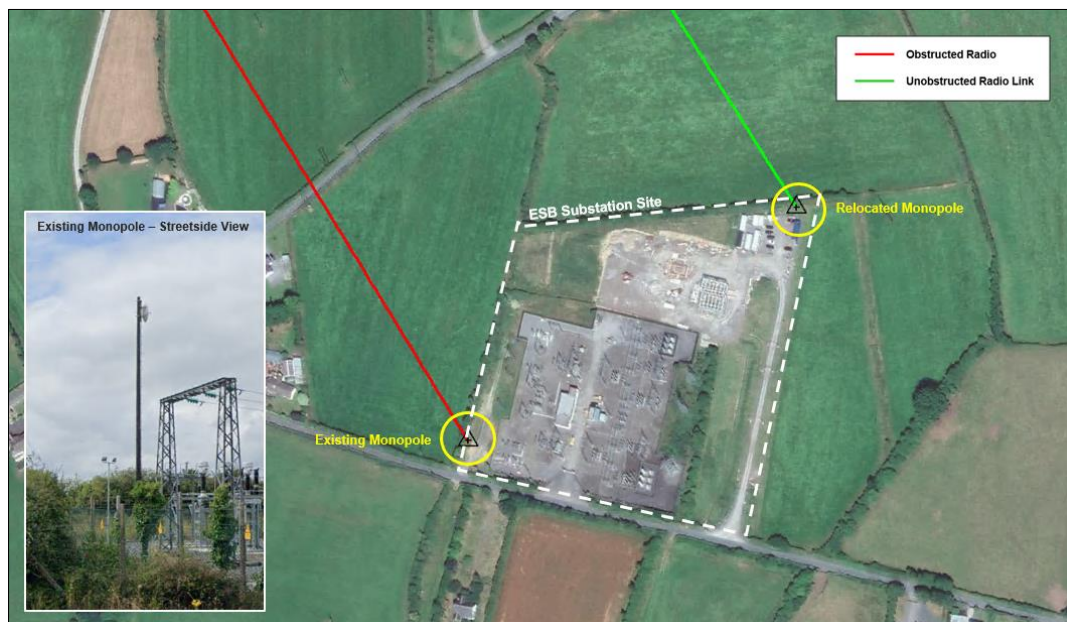 Obstructed Radio
Unobstructed Radio Link
ESB Substation Site
Relocated Monopole
Existing Monopole – Streetside View
Existing Monopole